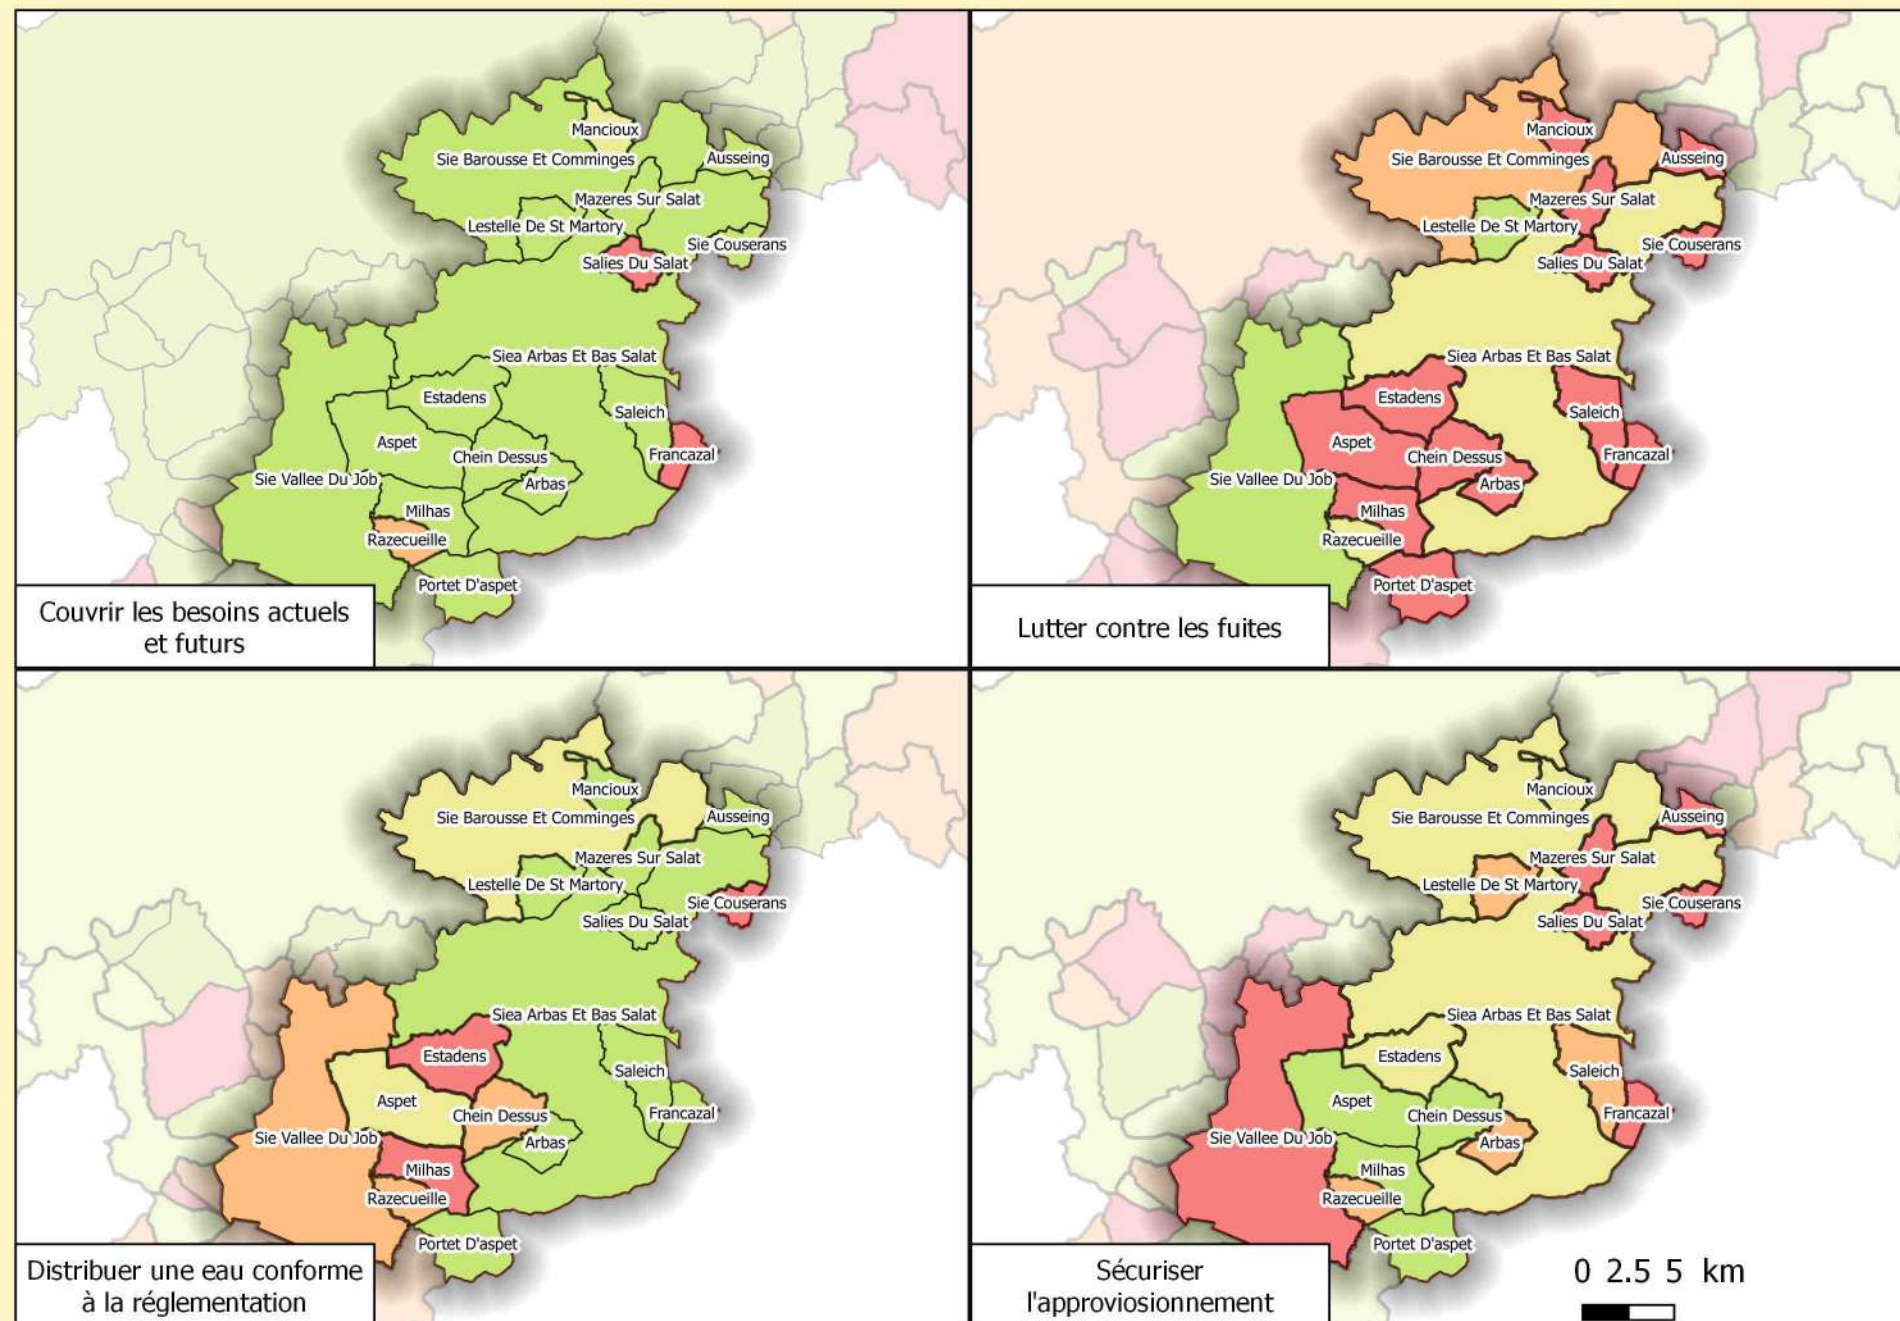 Mancioux
Sie Barousse Et Comminges
Ausseing
Mazeres Sur Salat
Lestelle De St Martory
Sie Couserans
Salies Du Salat
Siea Arbas Et Bas Salat
Estadens
Saleich
Aspet
Francazal
Chein Dessus
Sie Vallee Du Job
Arbas
Milhas
Razecueille
Portet D'aspet
Couvrir les besoins actuels
et futurs
Mancioux
Sie Barousse Et Comminges
Ausseing
Mazeres Sur Salat
Lestelle De St Martory
Sie Couserans
Salies Du Salat
Siea Arbas Et Bas Salat
Estadens
Saleich
Aspet
Francazal
Chein Dessus
Sie Vallee Du Job
Arbas
Milhas
Razecueille
Portet D'aspet
Lutter contre les fuites
Mancioux
Sie Barousse Et Comminges
Ausseing
Mazeres Sur Salat
Lestelle De St Martory
Sie Couserans
Salies Du Salat
Siea Arbas Et Bas Salat
Estadens
Saleich
Aspet
Francazal
Chein Dessus
Sie Vallee Du Job
Arbas
Milhas
Razecueille
Portet D'aspet
Distribuer une eau conforme
à la réglementation
Mancioux
Sie Barousse Et Comminges
Ausseing
Mazeres Sur Salat
Lestelle De St Martory
Sie Couserans
Salies Du Salat
Siea Arbas Et Bas Salat
Estadens
Saleich
Aspet
Francazal
Chein Dessus
Sie Vallee Du Job
Arbas
Milhas
Razecueille
Portet D'aspet
Sécuriser
l'approviosionnement
0 2.5 5 km